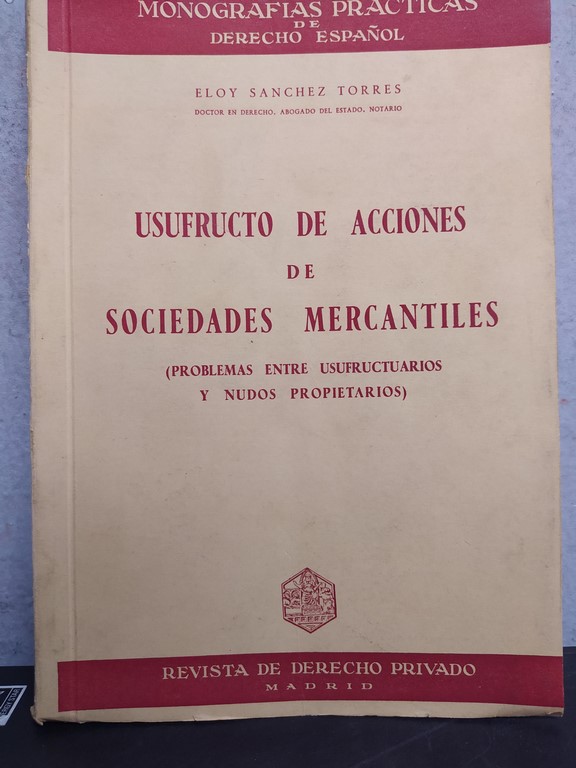 MONOGRAFIAS PRACTICAS
DE
DERECHO ESPAÑOL
ELOY SANCHEZ TORRES
DOCTOR EN DERECHO, ABOGADO DEL ESTADO, NOTARIO
USUFRUCTO DE ACCIONES
DE
SOCIEDADES MERCANTILES
(PROBLEMAS ENTRE USUFRUCTUARIOS
Y NUDOS PROPIETARIOS)
REVISTA DE DERECHO PRIVADO
MADRID